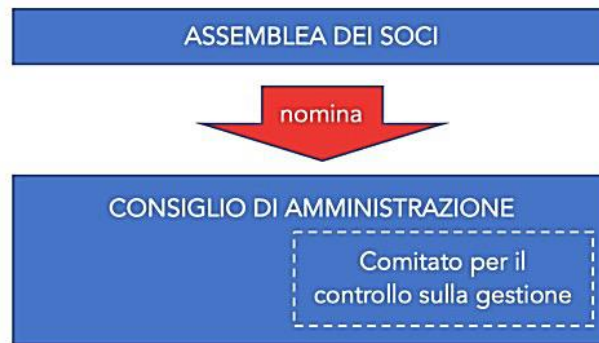 ASSEMBLEA DEI SOCI
nomina
CONSIGLIO DI AMMINISTRAZIONE
Comitato per il
controllo sulla gestione